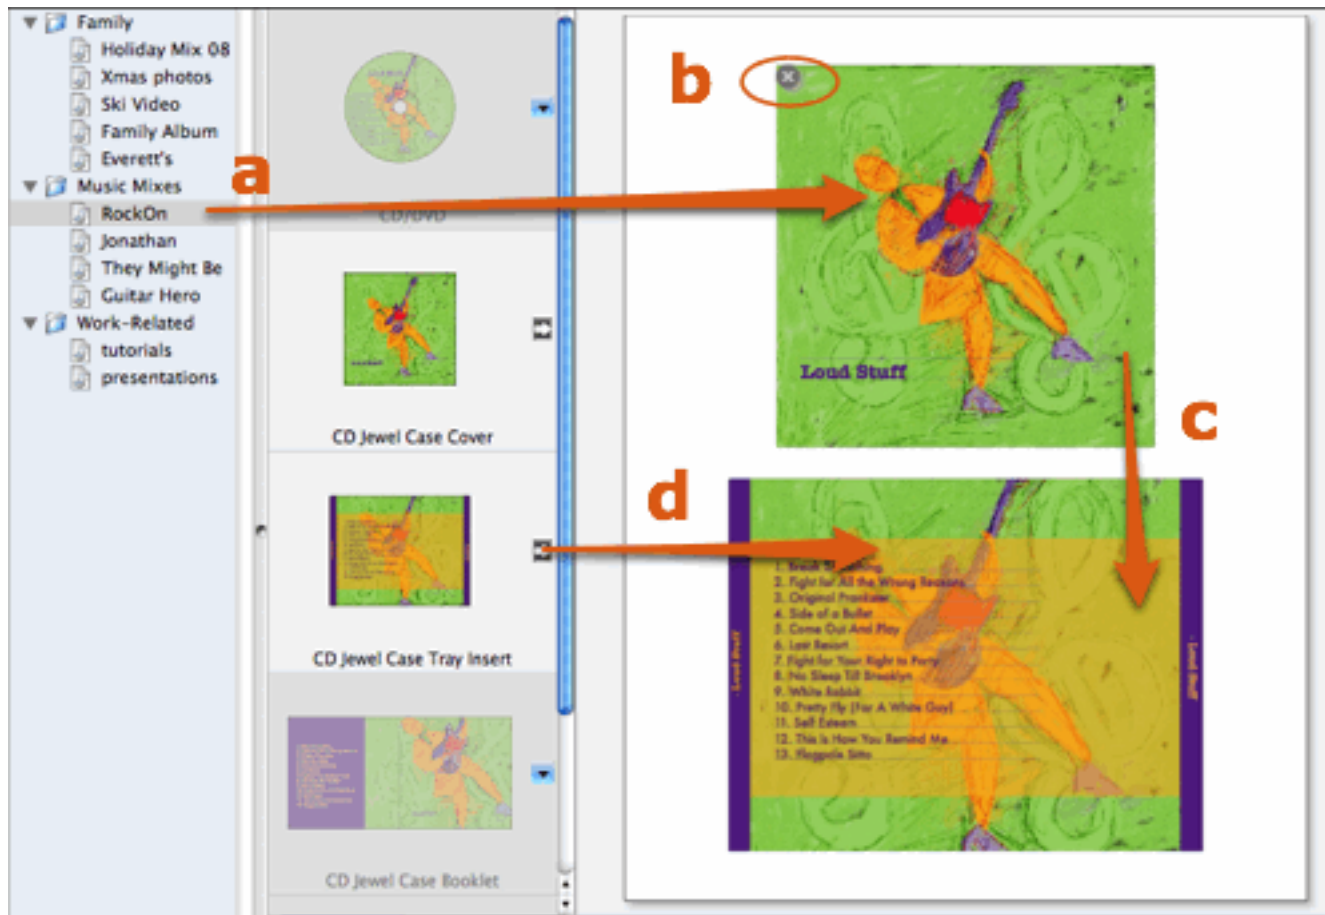 Family
Holiday Mix 08
Xmas photos
Ski Video
Family Album
Everett's
Music Mixes
RockOn
Jonathan
They Might Be
Guitar Hero
Work-Related
tutorials
presentations
a
CD/DVD
CD Jewel Case Cover
CD Jewel Case Tray Insert
CD Jewel Case Booklet
b
Loud Stuff
c
d
1. Break
2. Fight for All the Wrong Reasons
3. Original Prankster
4. Side of a Bullet
5. Come Out And Play
6. Last Resort
7. Fight for Your Right to Party
8. No Sleep Till Brooklyn
9. White Rabbit
10. Pretty Fly (For A White Guy)
11. Self Esteem
12. This Is How You Remind Me
13. Flagpole Sitta
- Loud Stuff
- Loud Stuff